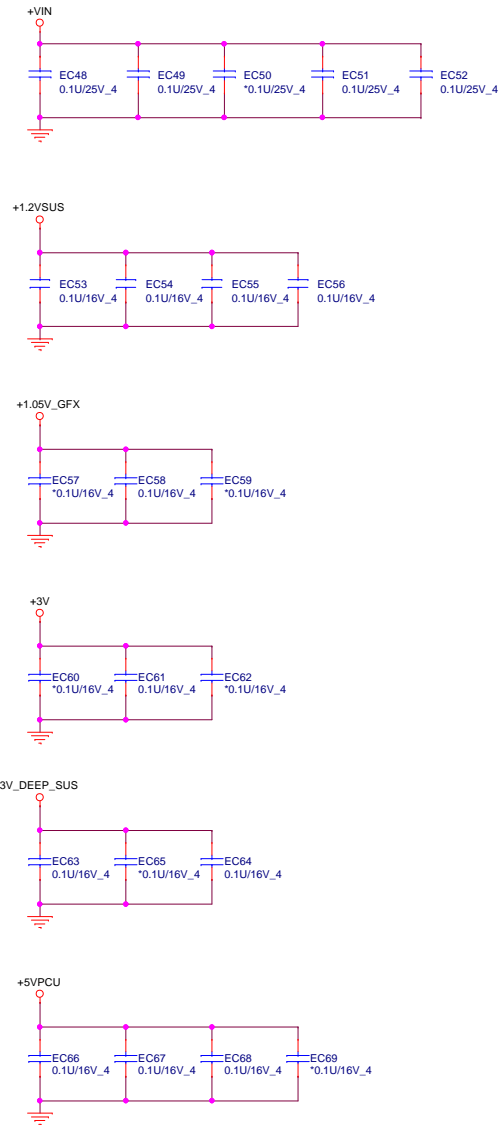 +VIN
EC48
0.1U/25V_4
EC49
0.1U/25V_4
EC50
*0.1U/25V_4
EC51
0.1U/25V_4
EC52
0.1U/25V_4
+1.2VSUS
EC53
0.1U/16V_4
EC54
0.1U/16V_4
EC55
0.1U/16V_4
EC56
0.1U/16V_4
+1.05V_GFX
EC57
*0.1U/16V_4
EC58
0.1U/16V_4
EC59
*0.1U/16V_4
+3V
EC60
*0.1U/16V_4
EC61
0.1U/16V_4
EC62
*0.1U/16V_4
3V_DEEP_SUS
EC63
0.1U/16V_4
EC65
*0.1U/16V_4
EC64
0.1U/16V_4
+5VPCU
EC66
0.1U/16V_4
EC67
0.1U/16V_4
EC68
0.1U/16V_4
EC69
*0.1U/16V_4